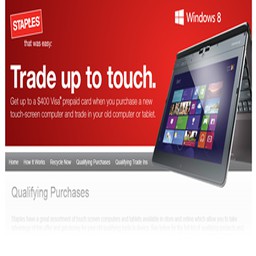 STAPLES
that was easy:
Windows 8
Trade up to touch.
Get up to a $400 Visa® prepaid card when you purchase a new
touch-screen computer and trade in your old computer or tablet.
Home How It Works Recycle Now Qualifying Purchases Qualifying Trade Ins
Qualifying Purchases